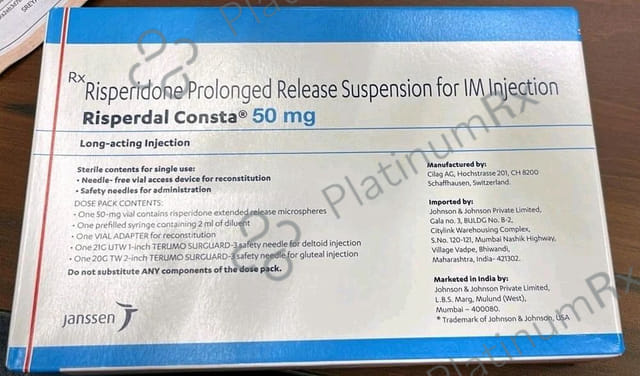 Rx Risperidone Prolonged Release Suspension for IM Injection
Risperdal Consta® 50 mg
Long-acting Injection
Sterile contents for single use:
• Needle- free vial access device for reconstitution
• Safety needles for administration
DOSE PACK CONTENTS:
• One 50-mg vial contains risperidone extended release microspheres
• One prefilled syringe containing 2 ml of diluent
• One VIAL ADAPTER for reconstitution
• One 21G UTW 1-inch TERUMO SURGUARD-3 safety needle for deltoid injection
• One 20G TW 2-inch TERUMO SURGUARD-3 safety needle for gluteal injection
Do not substitute ANY components of the dose pack.
janssen
Manufactured by:
Cilag AG, Hochstrasse 201, CH 8200
Schaffhausen, Switzerland.
Imported by:
Johnson & Johnson Private Limited,
Gala no. 3, BULDG No. B-2,
Citylink Warehousing Complex,
S.No. 120-121, Mumbai Nashik Highway,
Village Vadpe, Bhiwandi,
Maharashtra, India- 421302.
Marketed in India by:
Johnson & Johnson Private Limited,
L.B.S. Marg, Mulund (West),
Mumbai – 400080.
® Trademark of Johnson & Johnson, USA
PlatinumRx
PlatinumRx